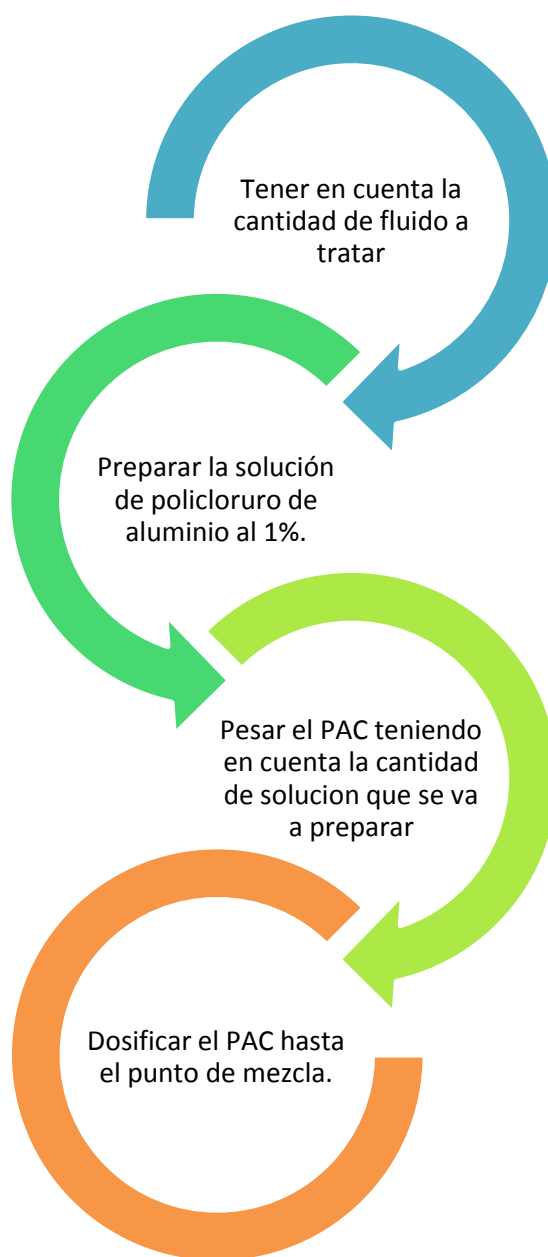 Tener en cuenta la
cantidad de fluido a
tratar
Preparar la solución
de policloruro de
aluminio al 1%.
Pesar el PAC teniendo
en cuenta la cantidad
de solucion que se va
a preparar
Dosificar el PAC hasta
el punto de mezcla.